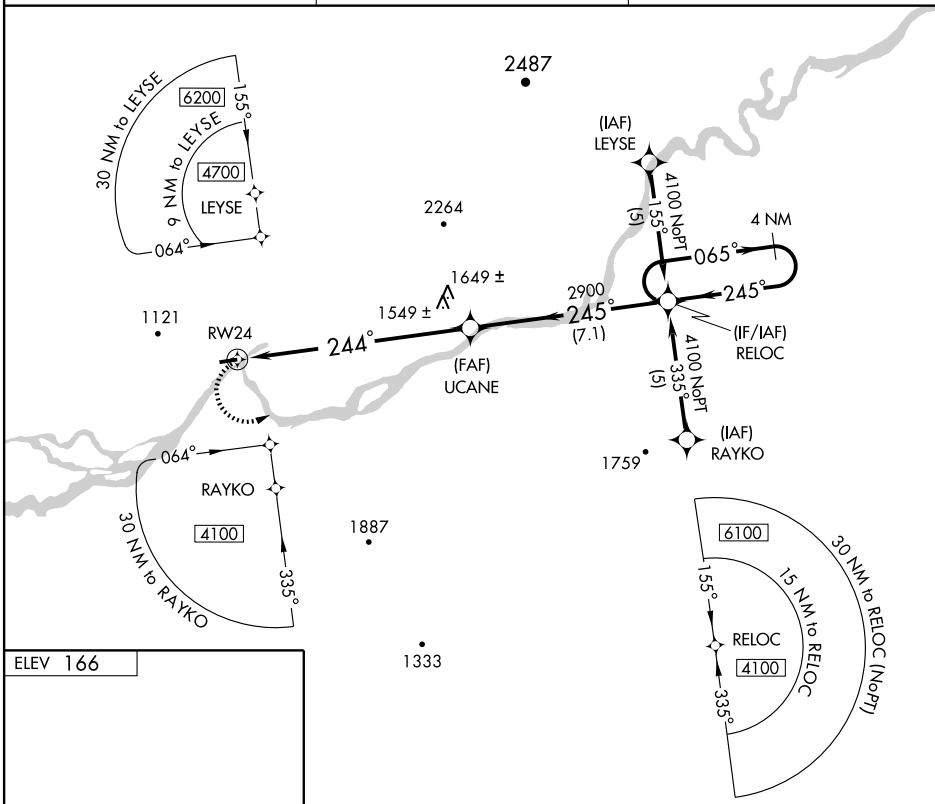 30 NM to LEYSE
6200
155°
9 NM to LEYSE
4700
LEYSE
064°
2487
(IAF)
LEYSE
4100 NoPT
155°
(5)
4 NM
065°
245°
2264
1649 ±
1549 ±
2900
245°
(7.1)
(IF/IAF)
RELOC
1121
RW24
244°
(FAF)
UCANE
4100 NoPT
335°
(5)
(IAF)
RAYKO
1759
064°
RAYKO
4100
335°
30 NM to RAYKO
1887
1333
6100
155°
30 NM to RELOC (NoPT)
15 NM to RELOC
RELOC
4100
335°
ELEV 166